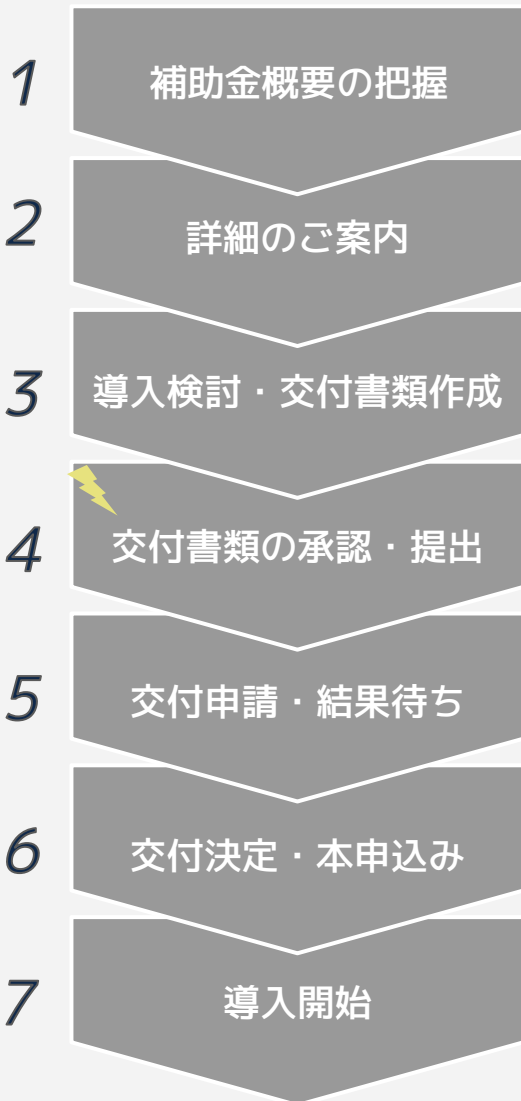 1 補助金概要の把握
2 詳細のご案内
3 導入検討・交付書類作成
4 交付書類の承認・提出
5 交付申請・結果待ち
6 交付決定・本申込み
7 導入開始